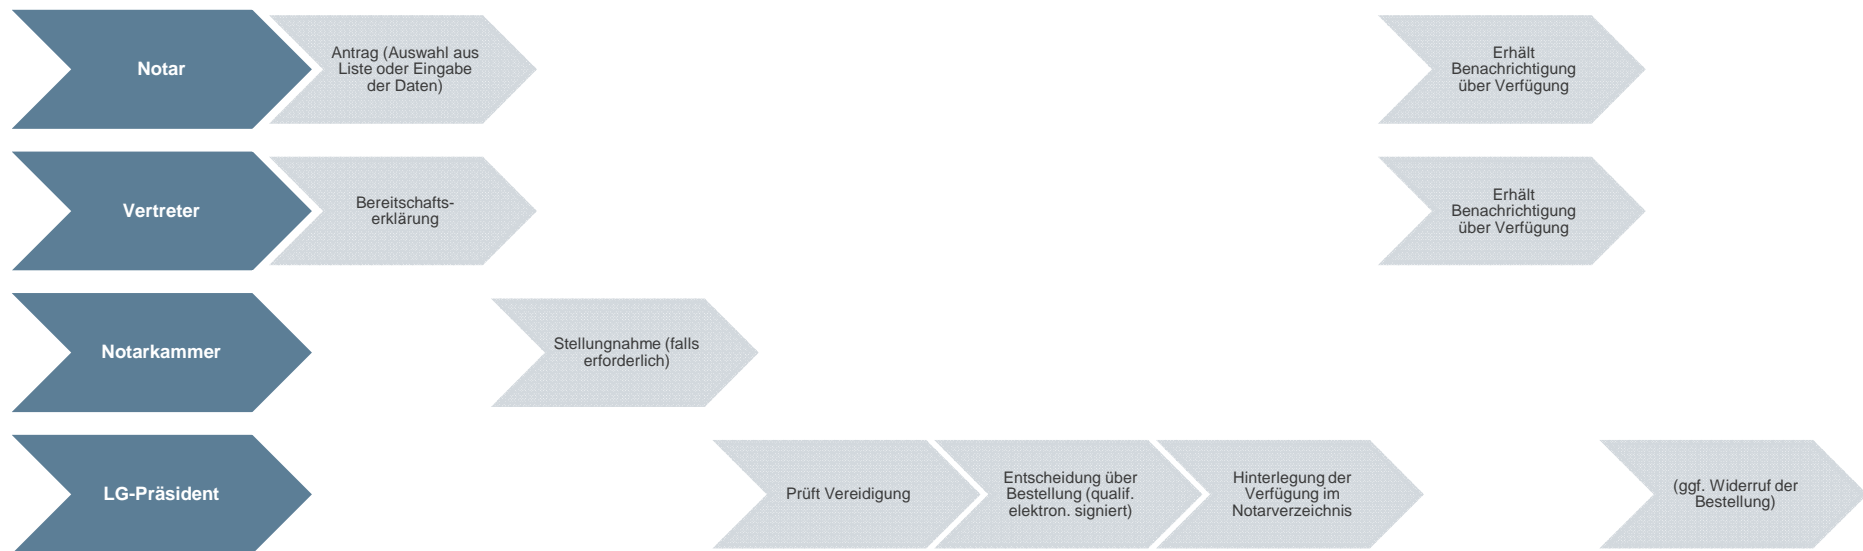 Notar
Antrag (Auswahl aus
Liste oder Eingabe
der Daten)
Erhält
Benachrichtigung
über Verfügung
Vertreter
Bereitschafts-
erklärung
Erhält
Benachrichtigung
über Verfügung
Notarkammer
Stellungnahme (falls
erforderlich)
LG-Präsident
Prüft Vereidigung
Entscheidung über
Bestellung (qualif.
elektron. signiert)
Hinterlegung der
Verfügung im
Notarverzeichnis
(ggf. Widerruf der
Bestellung)